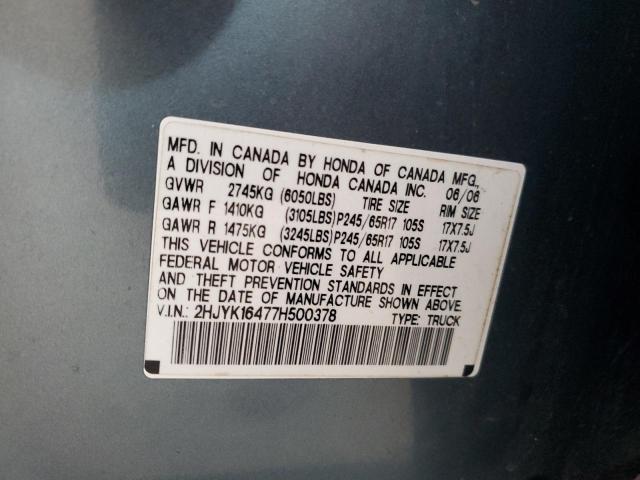 MFD. IN CANADA BY HONDA OF CANADA MFG.,
A DIVISION OF HONDA CANADA INC. 06/06
GVWR 2745KG (6050LBS) TIRE SIZE RIM SIZE
GAWR F 1410KG (3105LBS)P245/65R17 105S 17X7.5J
GAWR R 1475KG (3245LBS)P245/65R17 105S 17X7.5J
THIS VEHICLE CONFORMS TO ALL APPLICABLE
FEDERAL MOTOR VEHICLE SAFETY
AND THEFT PREVENTION STANDARDS IN EFFECT
ON THE DATE OF MANUFACTURE SHOWN ABOVE.
V.I.N.: 2HJYK16477H500378 TYPE: TRUCK